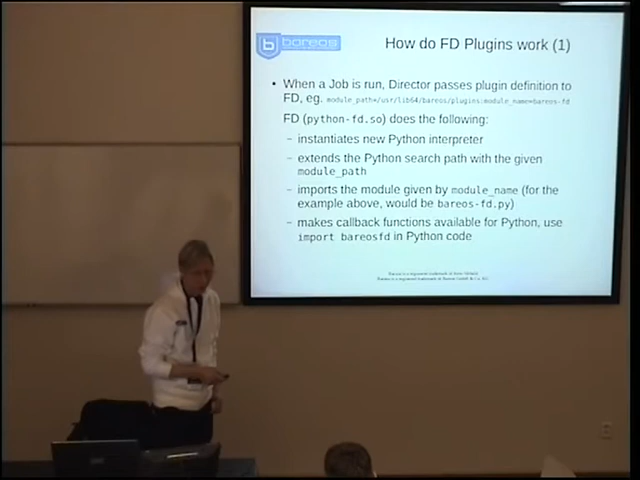 bareos
How do FD Plugins work (1)
• When a Job is run, Director passes plugin definition to
FD, eg. module_path=/usr/lib64/bareos/plugins:module_name=bareos-fd
FD (python-fd.so) does the following:
– instantiates new Python interpreter
– extends the Python search path with the given
module_path
– imports the module given by module_name (for the
example above, would be bareos-fd.py)
– makes callback functions available for Python, use
import bareosfd in Python code